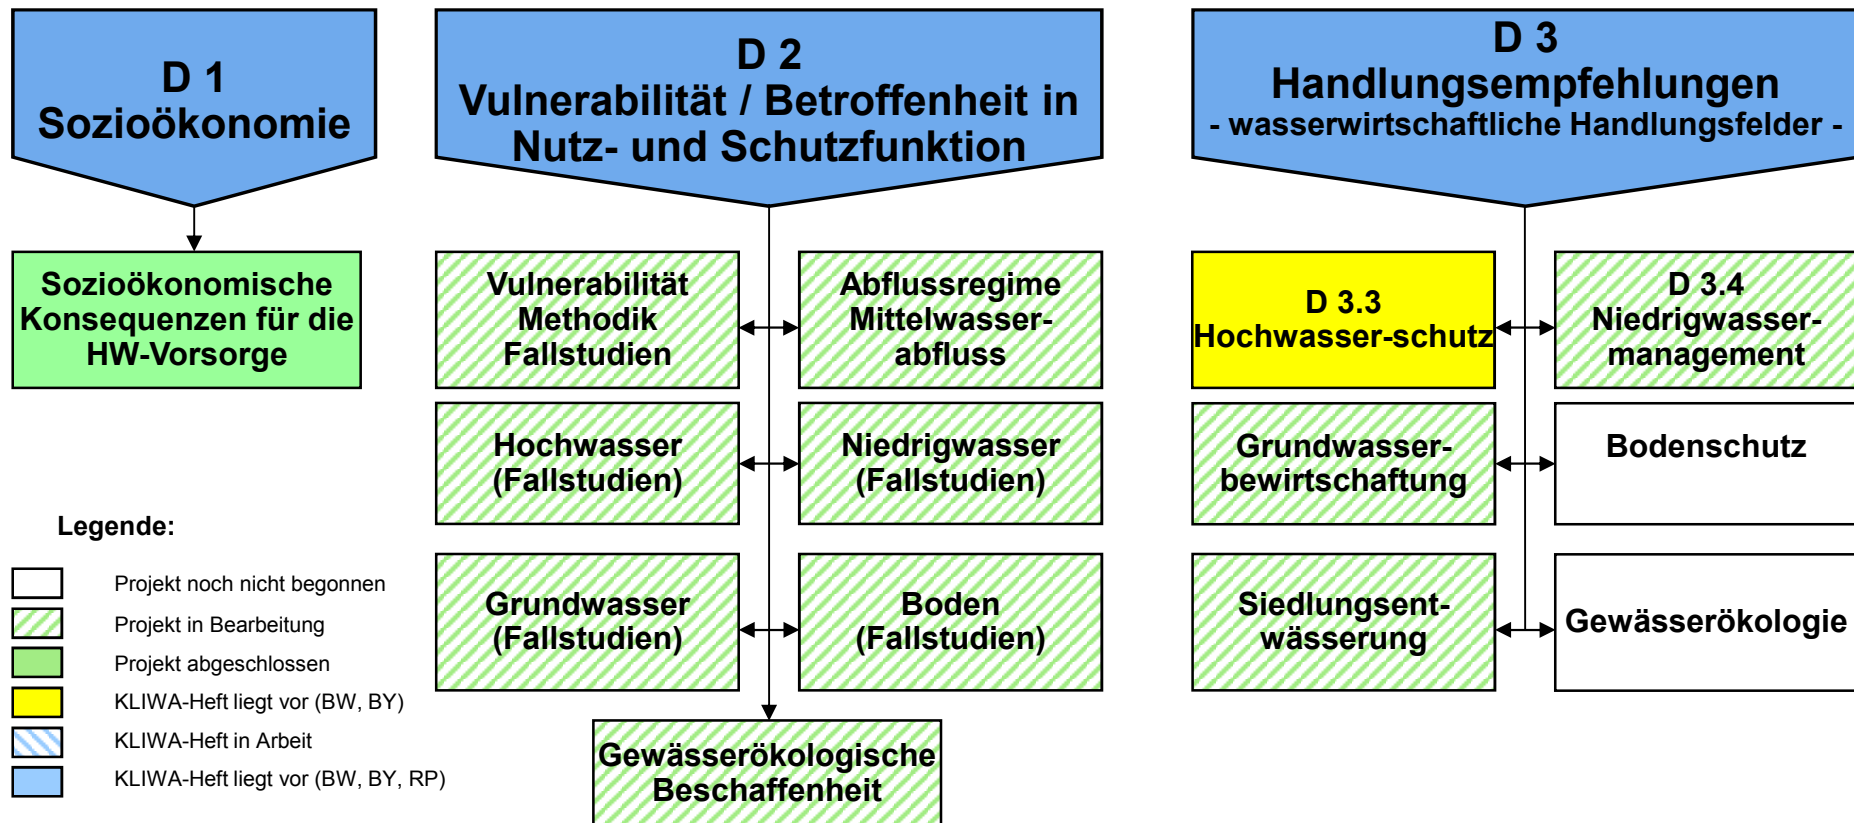 D 1
Sozioökonomie
D 2
Vulnerabilität / Betroffenheit in
Nutz- und Schutzfunktion
D 3
Handlungsempfehlungen
- wasserwirtschaftliche Handlungsfelder -
Sozioökonomische
Konsequenzen für die
HW-Vorsorge
Vulnerabilität
Methodik
Fallstudien
Abflussregime
Mittelwasser-
abfluss
Hochwasser
(Fallstudien)
Niedrigwasser
(Fallstudien)
Grundwasser
(Fallstudien)
Boden
(Fallstudien)
Gewässerökologische
Beschaffenheit
D 3.3
Hochwasser-schutz
D 3.4
Niedrigwasser-
management
Grundwasser-
bewirtschaftung
Bodenschutz
Siedlungsent-
wässerung
Gewässerökologie
Legende:
Projekt noch nicht begonnen
Projekt in Bearbeitung
Projekt abgeschlossen
KLIWA-Heft liegt vor (BW, BY)
KLIWA-Heft in Arbeit
KLIWA-Heft liegt vor (BW, BY, RP)